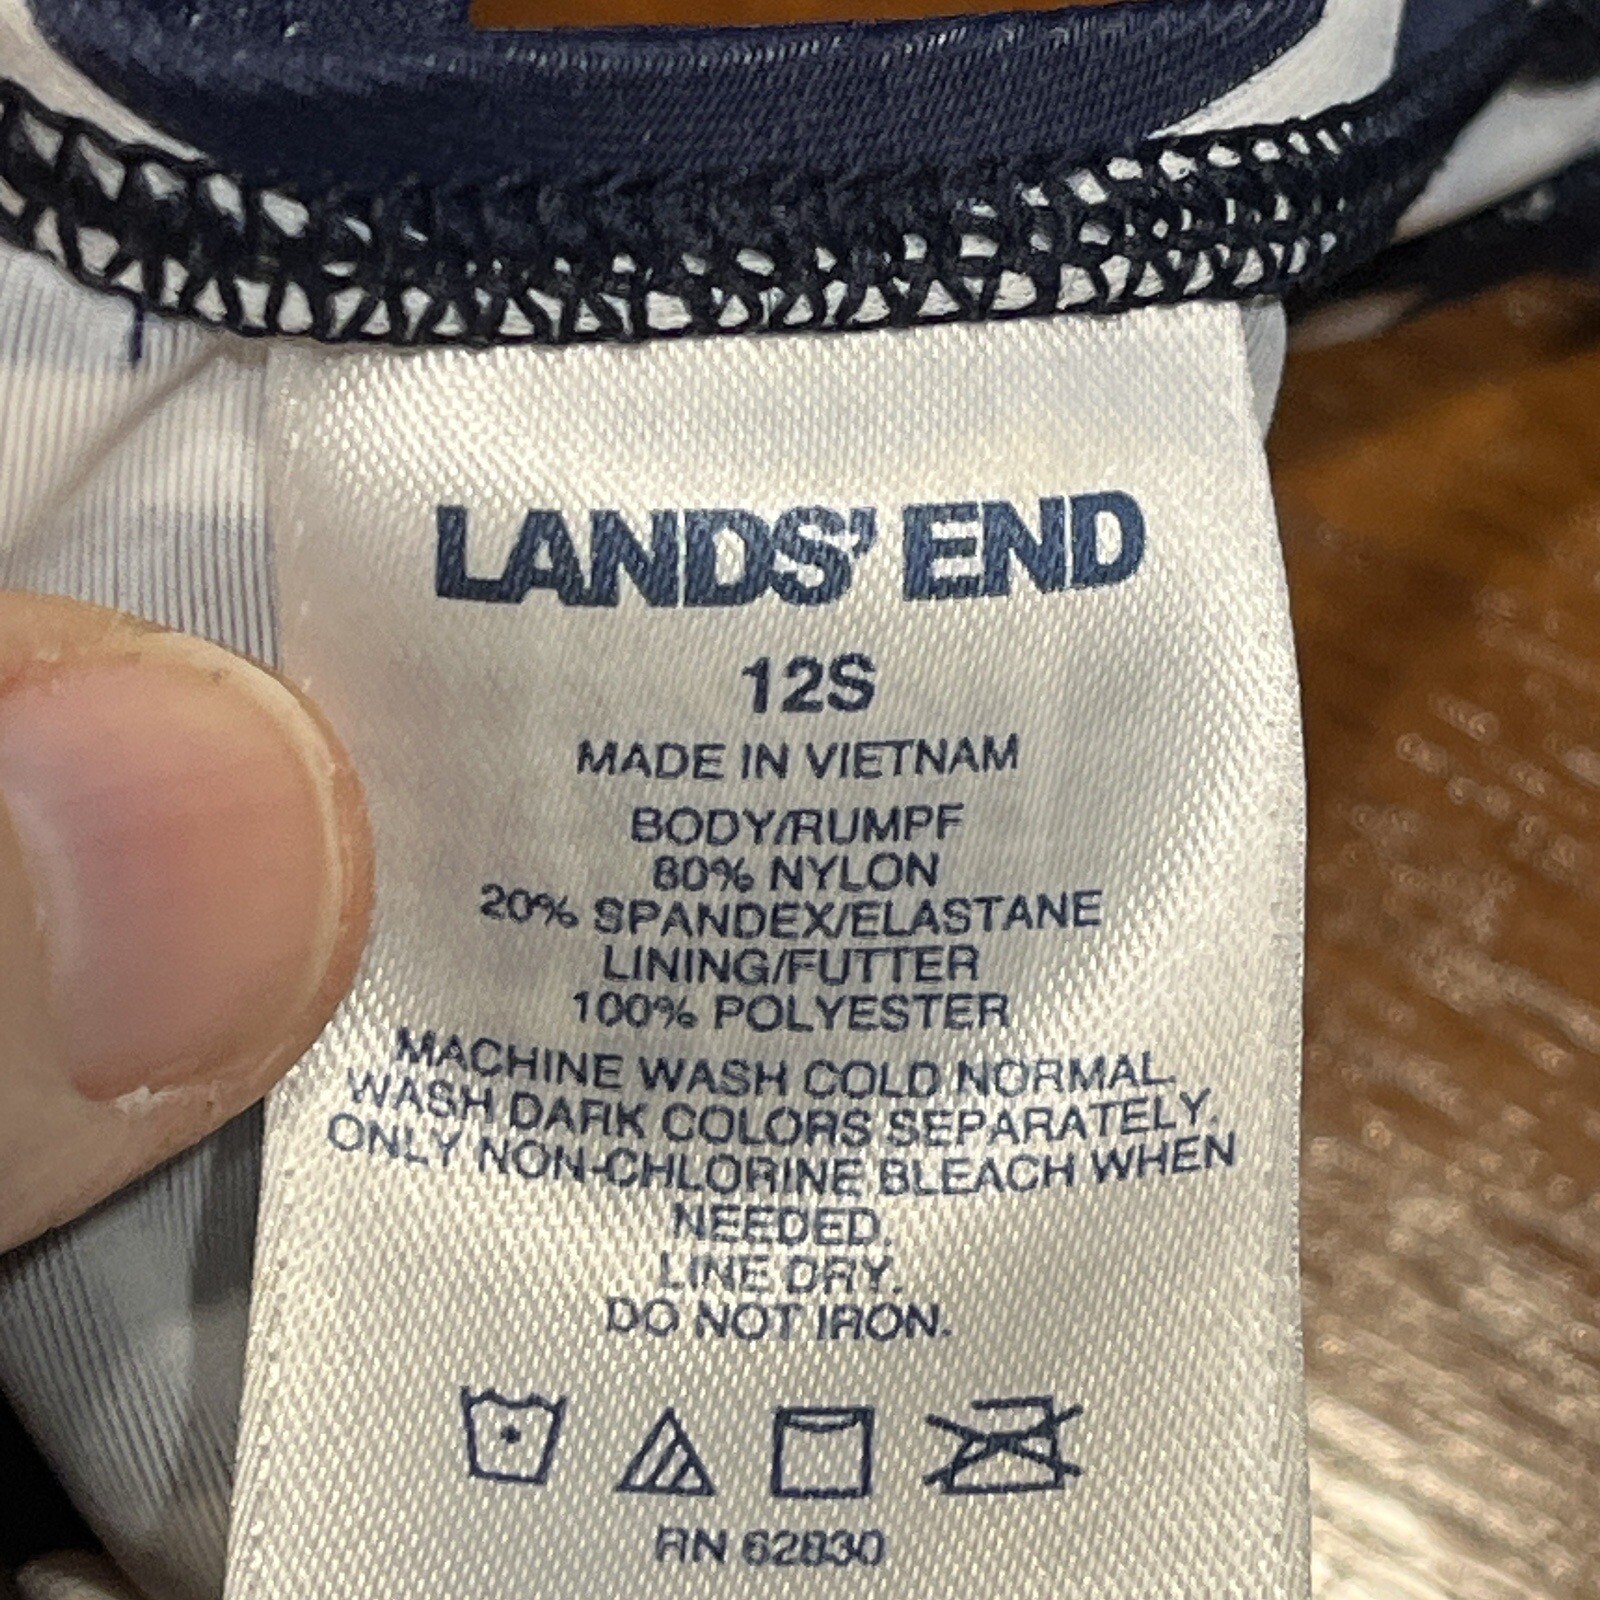 LANDS' END
12S
MADE IN VIETNAM
BODY/RUMPF
80% NYLON
20% SPANDEX/ELASTANE
LINING/FUTTER
100% POLYESTER
MACHINE WASH COLD NORMAL.
WASH DARK COLORS SEPARATELY.
ONLY NON-CHLORINE BLEACH WHEN
NEEDED.
LINE DRY.
DO NOT IRON.
RN 62830